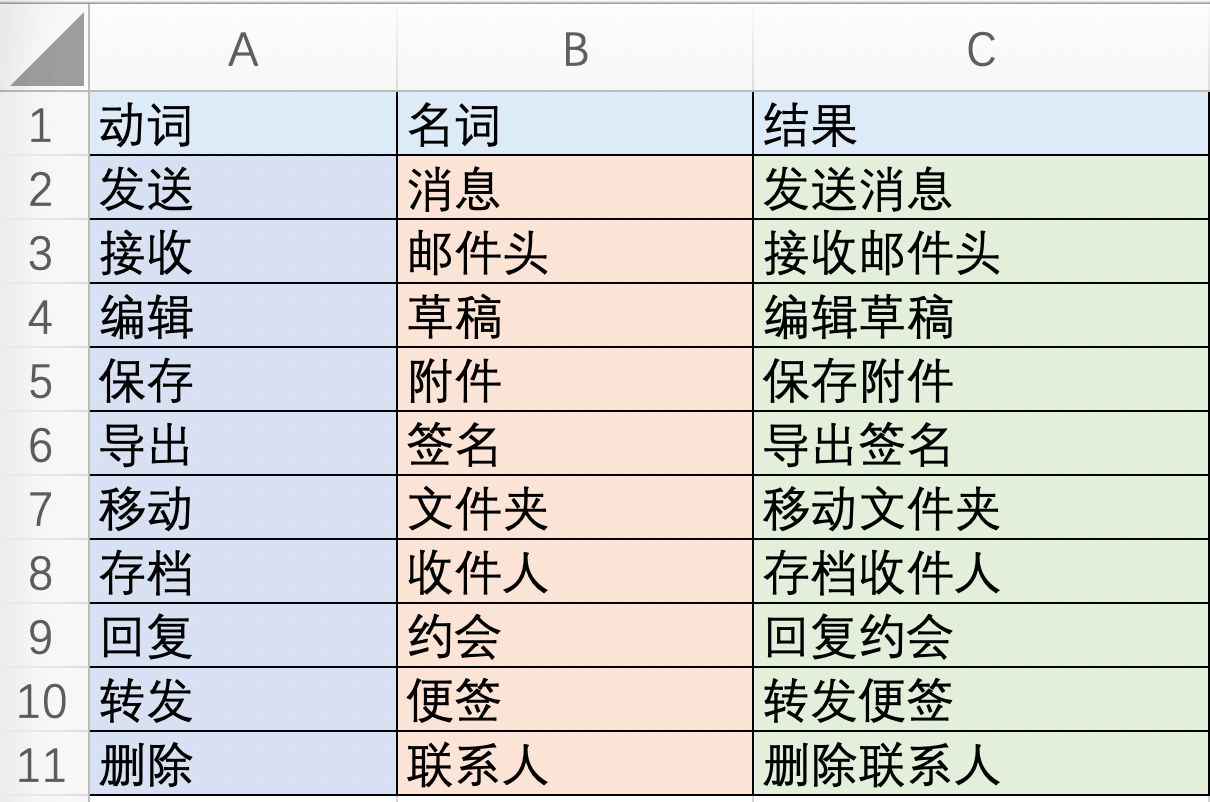 A B C
1 动词 名词 结果
2 发送 消息 发送消息
3 接收 邮件头 接收邮件头
4 编辑 草稿 编辑草稿
5 保存 附件 保存附件
6 导出 签名 导出签名
7 移动 文件夹 移动文件夹
8 存档 收件人 存档收件人
9 回复 约会 回复约会
10 转发 便签 转发便签
11 删除 联系人 删除联系人